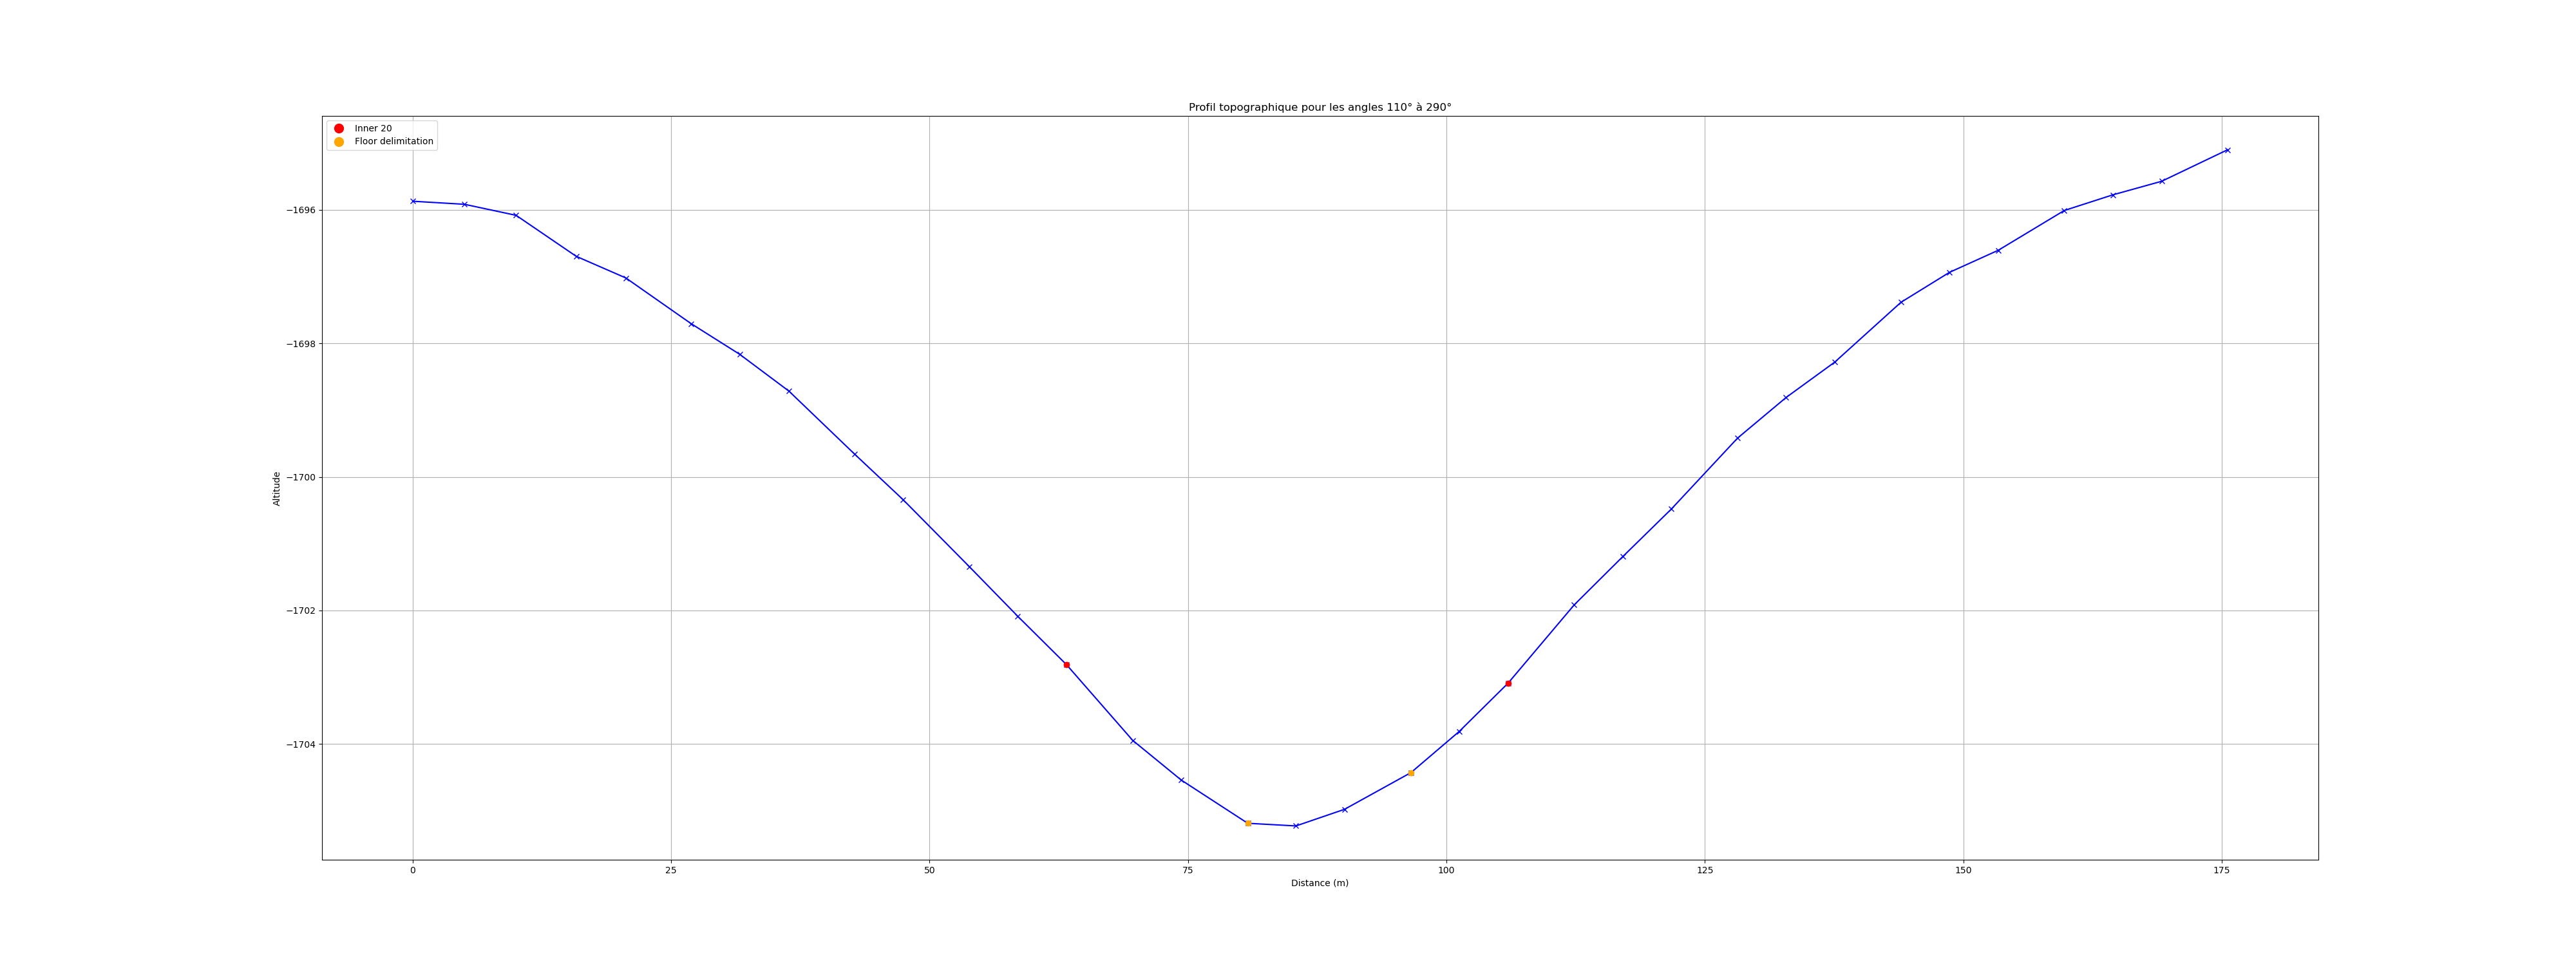 Profil topographique pour les angles 110° à 290°
Inner 20
Floor delimitation
Altitude
−1696
−1698
−1700
−1702
−1704
0 25 50 75 100 125 150 175
Distance (m)